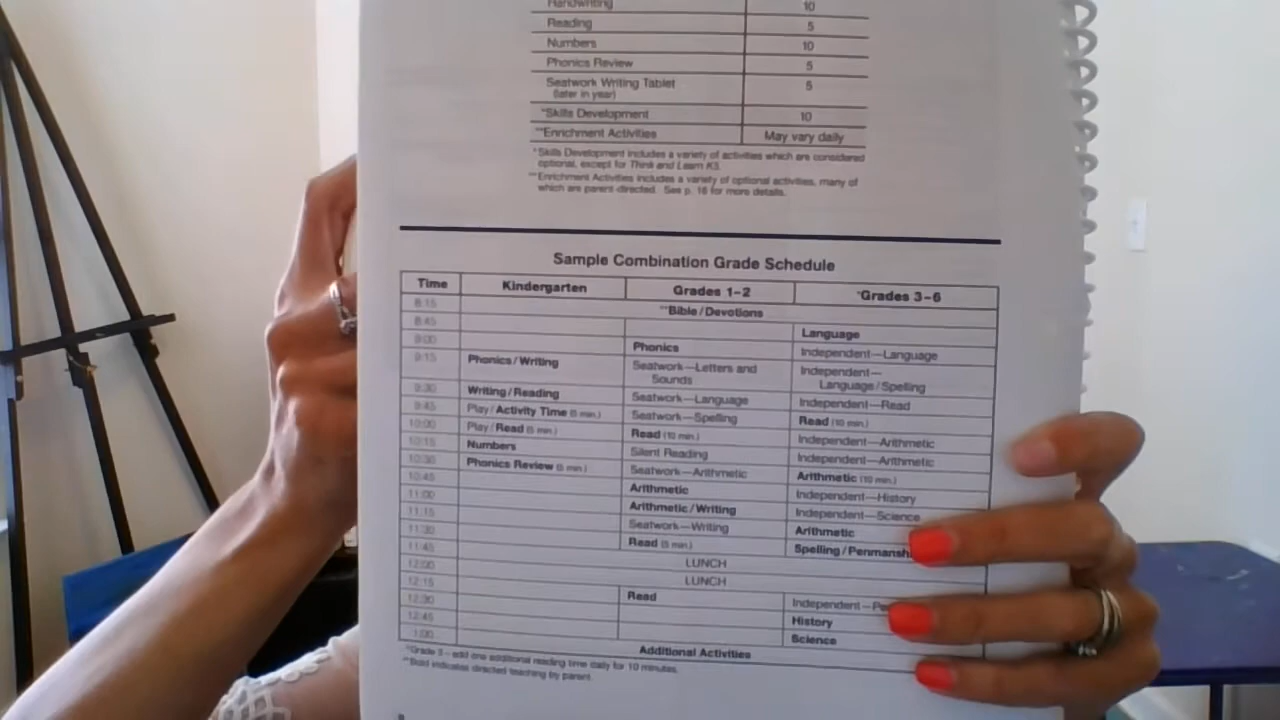 Handwriting 10
Reading 5
Numbers 10
Phonics Review 5
Seatwork Writing Tablet 5
(later in year)
*Skills Development 10
**Enrichment Activities May vary daily
*Skills Development includes a variety of activities which are considered
optional, except for Think and Learn K5.
**Enrichment Activities includes a variety of optional activities, many of
which are parent-directed. See p. 18 for more details.
Sample Combination Grade Schedule
Time Kindergarten Grades 1–2 *Grades 3–6
8:15 **Bible/Devotions
8:45 Language
9:00 Phonics Independent—Language
9:15 Phonics/Writing Seatwork—Letters and Independent—
Sounds Language/Spelling
9:30 Writing/Reading Seatwork—Language Independent—Read
9:45 Play/Activity Time (5 min.) Seatwork—Spelling Read (10 min.)
10:00 Play/Read (5 min.) Read (10 min.) Independent—Arithmetic
10:15 Numbers Silent Reading Independent—Arithmetic
10:30 Phonics Review (5 min.) Seatwork—Arithmetic Arithmetic (10 min.)
10:45 Arithmetic Independent—History
11:00 Arithmetic/Writing Independent—Science
11:15 Seatwork—Writing Arithmetic
11:30 Read (5 min.) Spelling/Penmansh
11:45 LUNCH
12:00 LUNCH
12:15 Read Independent—Pe
12:30 History
12:45 Science
1:00 Additional Activities
*Grade 3 – add one additional reading time daily for 10 minutes.
**Bold indicates directed teaching by parent.